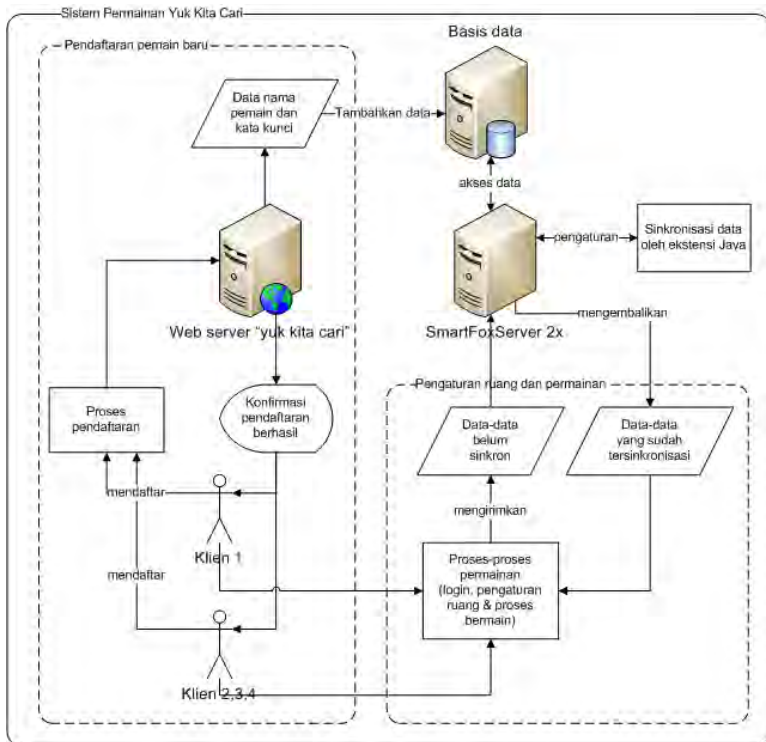 Sistem Permainan Yuk Kita Cari
Pendaftaran pemain baru
Basis data
Data nama
pemain dan
kata kunci
Tambahkan data
akses data
pengaturan
Sinkronisasi data
oleh ekstensi Jaya
Web server "yuk kita cari"
SmartFoxServer 2x
mengembalikan
Pengaturan ruang dan permainan
Proses
pendaftaran
Konfirmasi
pendaftaran
berhasil
Data-data
belum
sinkron
Data-data
yang sudah
tersinkronisasi
mendaftar
Klien 1
mengirimkan
Proses-proses
permainan
(login, pengaturan
ruang & proses
bermain)
mendaftar
Klien 2,3,4